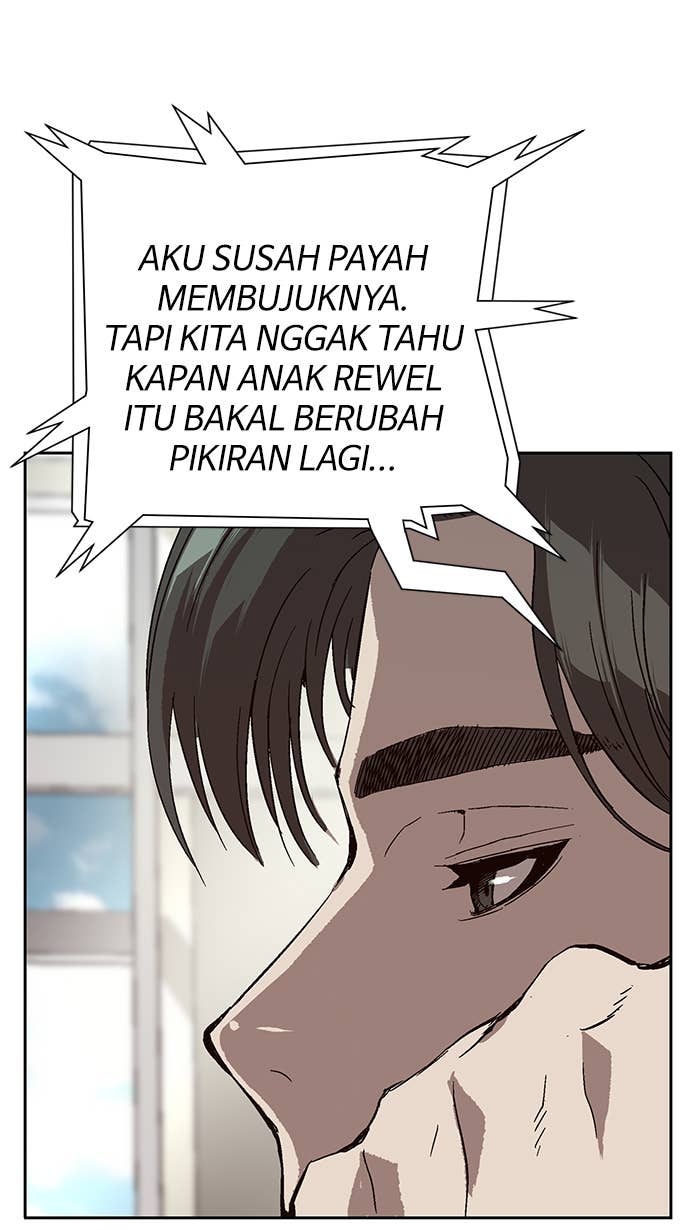 AKU SUSAH PAYAH
MEMBUJUKNYA.
TAPI KITA NGGAK TAHU
KAPAN ANAK REWEL
ITU BAKAL BERUBAH
PIKIRAN LAGI...